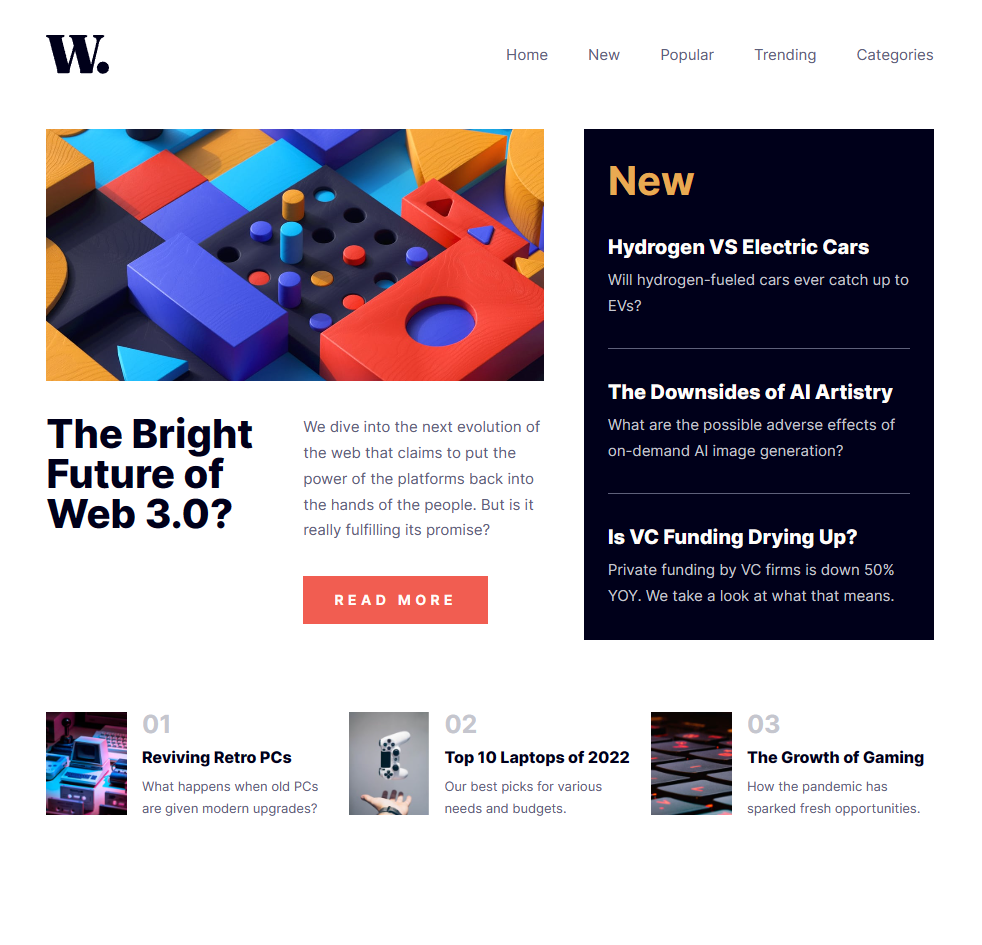 W.
Home New Popular Trending Categories
The Bright
Future of
Web 3.0?
We dive into the next evolution of
the web that claims to put the
power of the platforms back into
the hands of the people. But is it
really fulfilling its promise?
READ MORE
New
Hydrogen VS Electric Cars
Will hydrogen-fueled cars ever catch up to
EVs?
The Downsides of AI Artistry
What are the possible adverse effects of
on-demand AI image generation?
Is VC Funding Drying Up?
Private funding by VC firms is down 50%
YOY. We take a look at what that means.
01
Reviving Retro PCs
What happens when old PCs
are given modern upgrades?
02
Top 10 Laptops of 2022
Our best picks for various
needs and budgets.
03
The Growth of Gaming
How the pandemic has
sparked fresh opportunities.